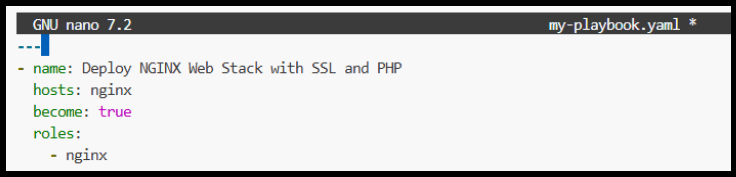 GNU nano 7.2 my-playbook.yaml *
---
- name: Deploy NGINX Web Stack with SSL and PHP
  hosts: nginx
  become: true
  roles:
    - nginx